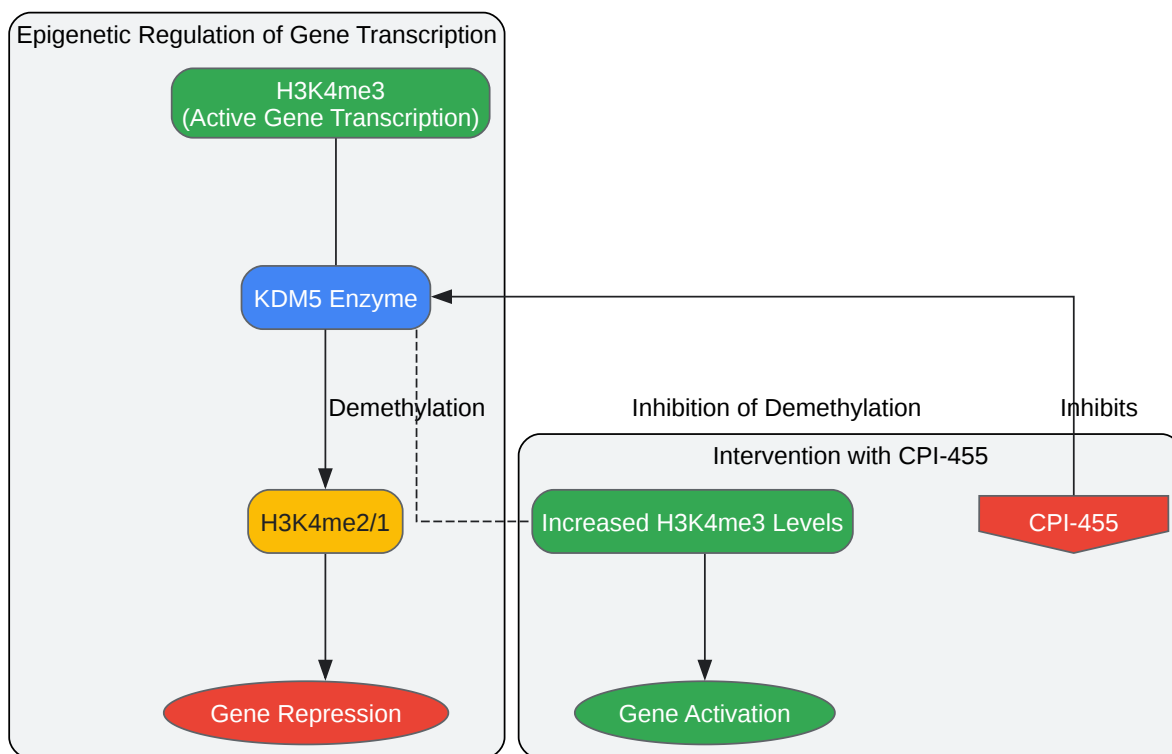 Epigenetic Regulation of Gene Transcription
H3K4me3
(Active Gene Transcription)
KDM5 Enzyme
Demethylation
Inhibition of Demethylation
Inhibits
Intervention with CPI-455
H3K4me2/1
Increased H3K4me3 Levels
CPI-455
Gene Repression
Gene Activation